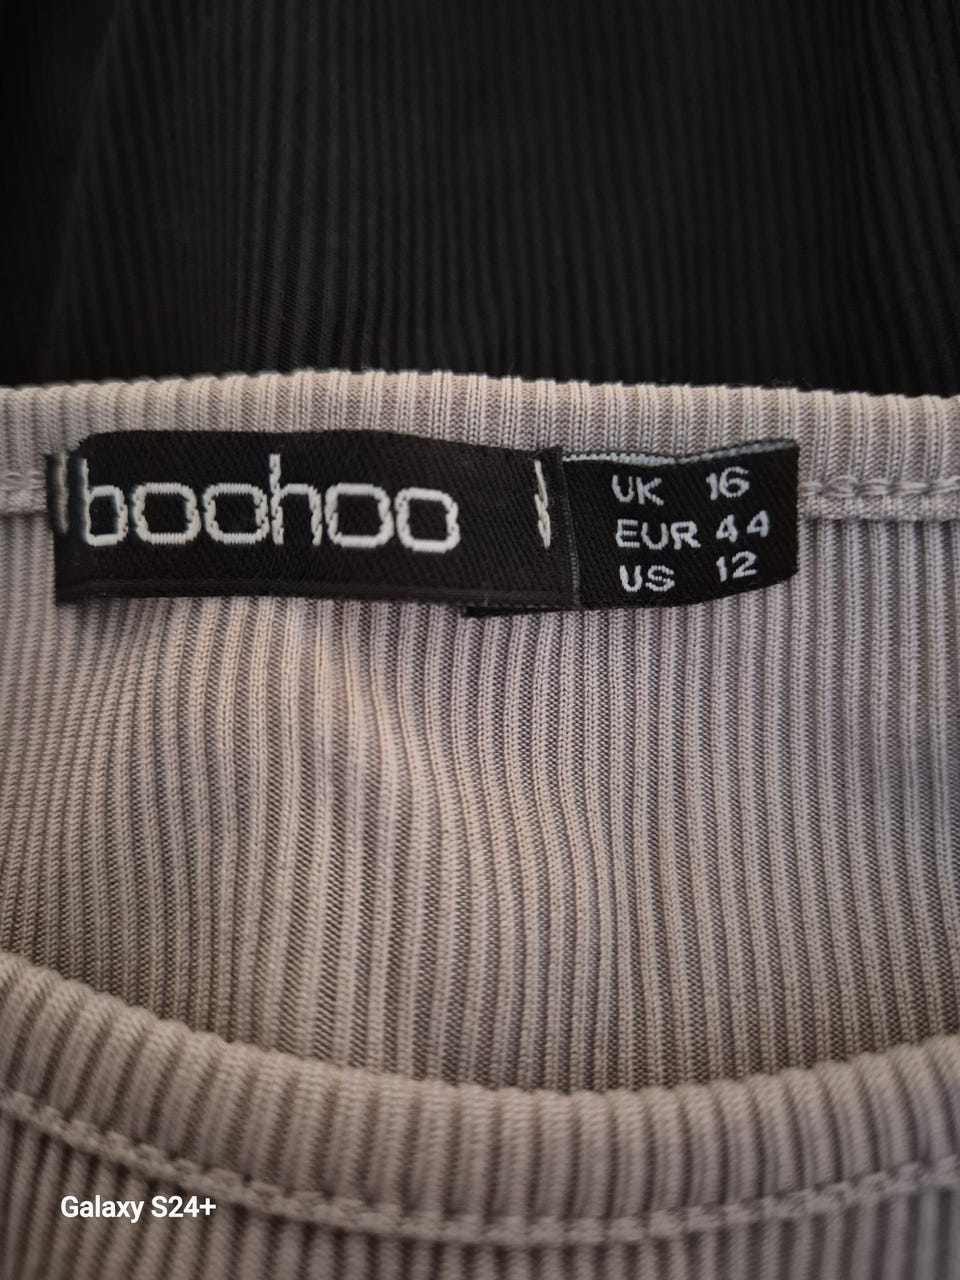 boohoo
UK 16
EUR 44
US 12
Galaxy S24+